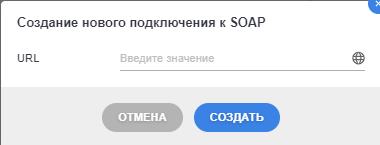 Создание нового подключения к SOAP
URL Введите значение
ОТМЕНА СОЗДАТЬ